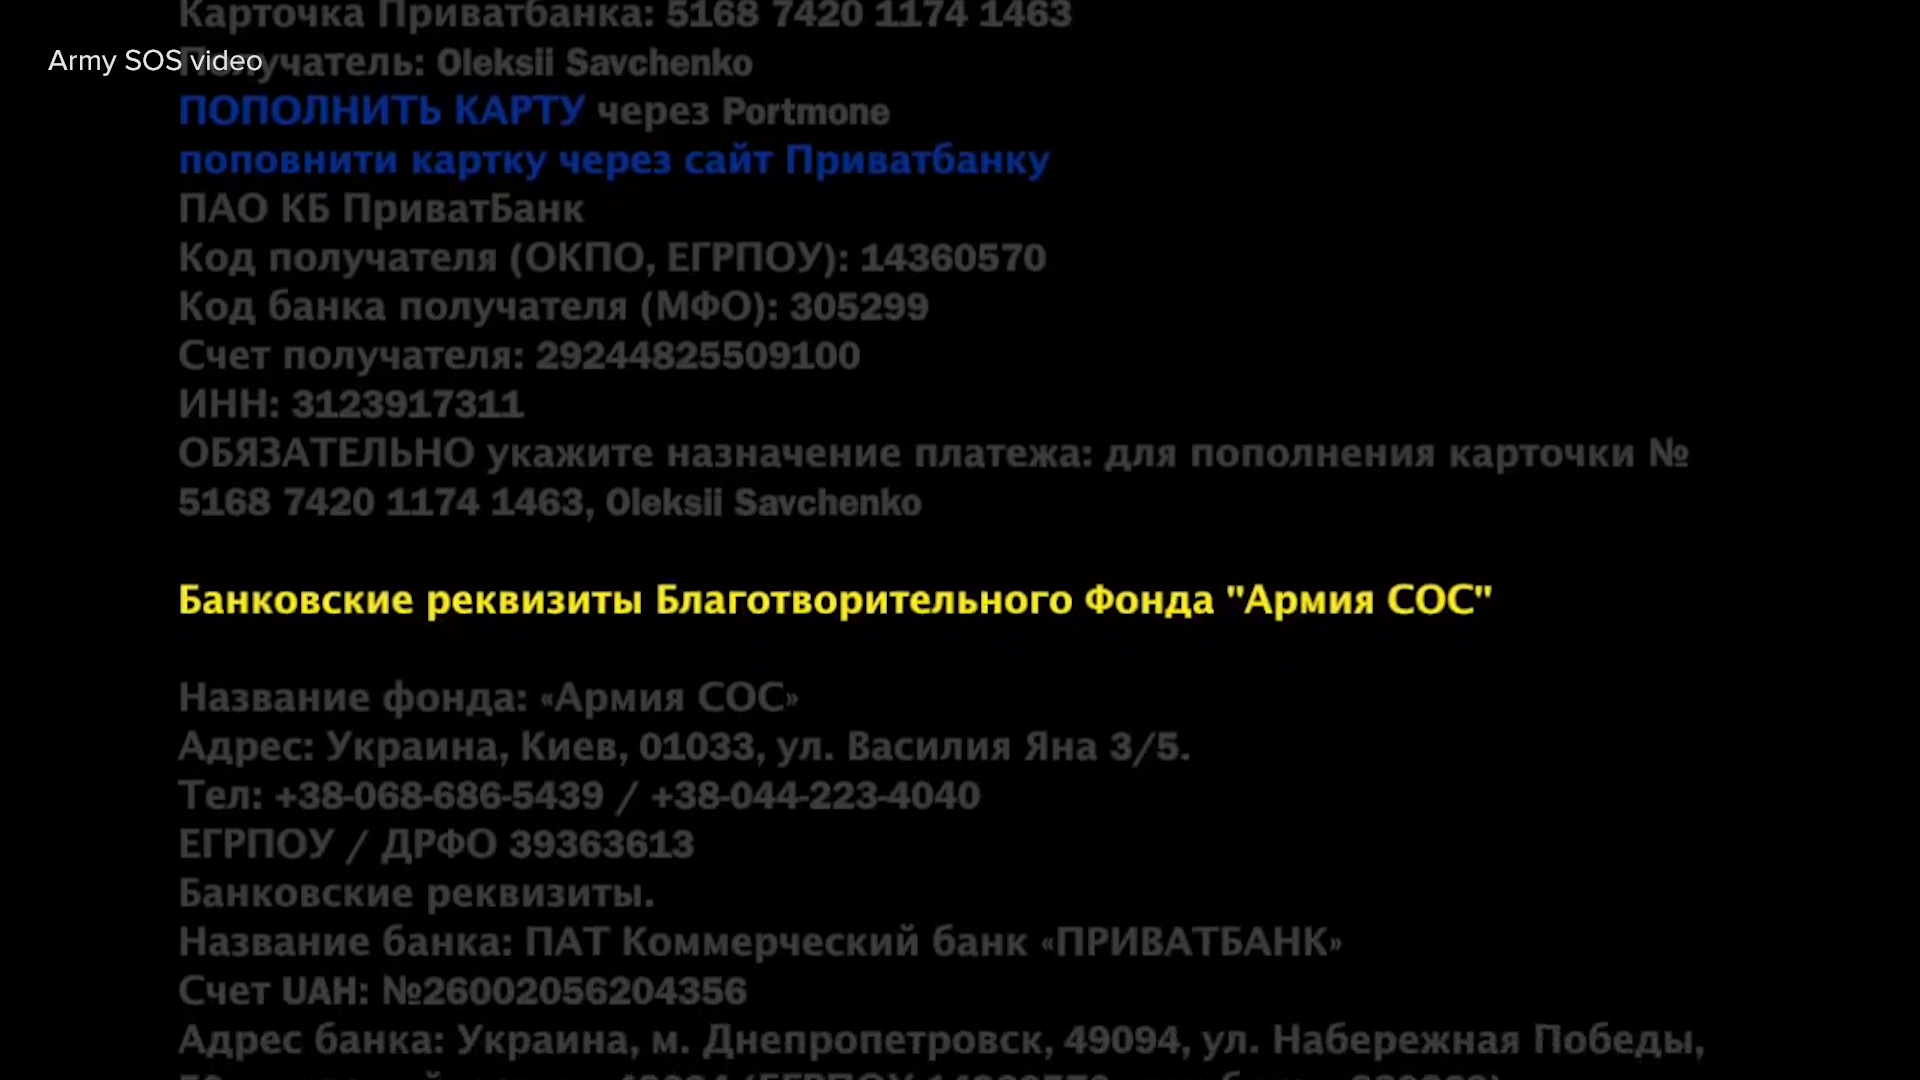 Карточка Приватбанка: 5168 7420 1174 1463
Army SOS video
Получатель: Oleksii Savchenko
ПОПОЛНИТЬ КАРТУ через Portmone
поповнити картку через сайт Приватбанку
ПАО КБ ПриватБанк
Код получателя (ОКПО, ЕГРПОУ): 14360570
Код банка получателя (МФО): 305299
Счет получателя: 29244825509100
ИНН: 3123917311
ОБЯЗАТЕЛЬНО укажите назначение платежа: для пополнения карточки №
5168 7420 1174 1463, Oleksii Savchenko
Банковские реквизиты Благотворительного Фонда "Армия СОС"
Название фонда: «Армия СОС»
Адрес: Украина, Киев, 01033, ул. Василия Яна 3/5.
Тел: +38-068-686-5439 / +38-044-223-4040
ЕГРПОУ / ДРФО 39363613
Банковские реквизиты.
Название банка: ПАТ Коммерческий банк «ПРИВАТБАНК»
Счет UAH: №26002056204356
Адрес банка: Украина, м. Днепропетровск, 49094, ул. Набережная Победы,